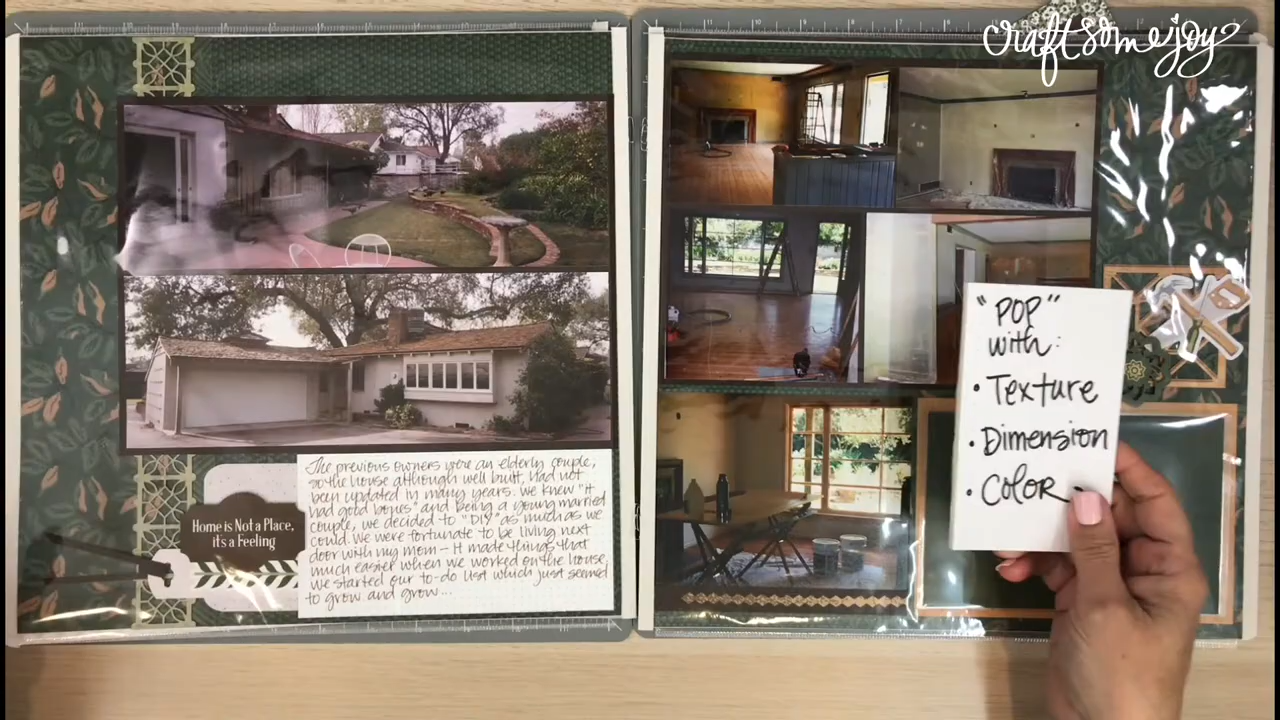 craftsomejoy
"POP"
with:
• Texture
• Dimension
• Color
The previous owners were an elderly couple,
so the house although well built, had not
been updated in many years. We knew "it
had good bones" and being a young married
couple, we decided to "DIY" as much as we
could. We were fortunate to be living next
door with my mom - it made things that
much easier when we worked on the house.
We started our to-do list which just seemed
to grow and grow...
Home is Not a Place,
it's a Feeling